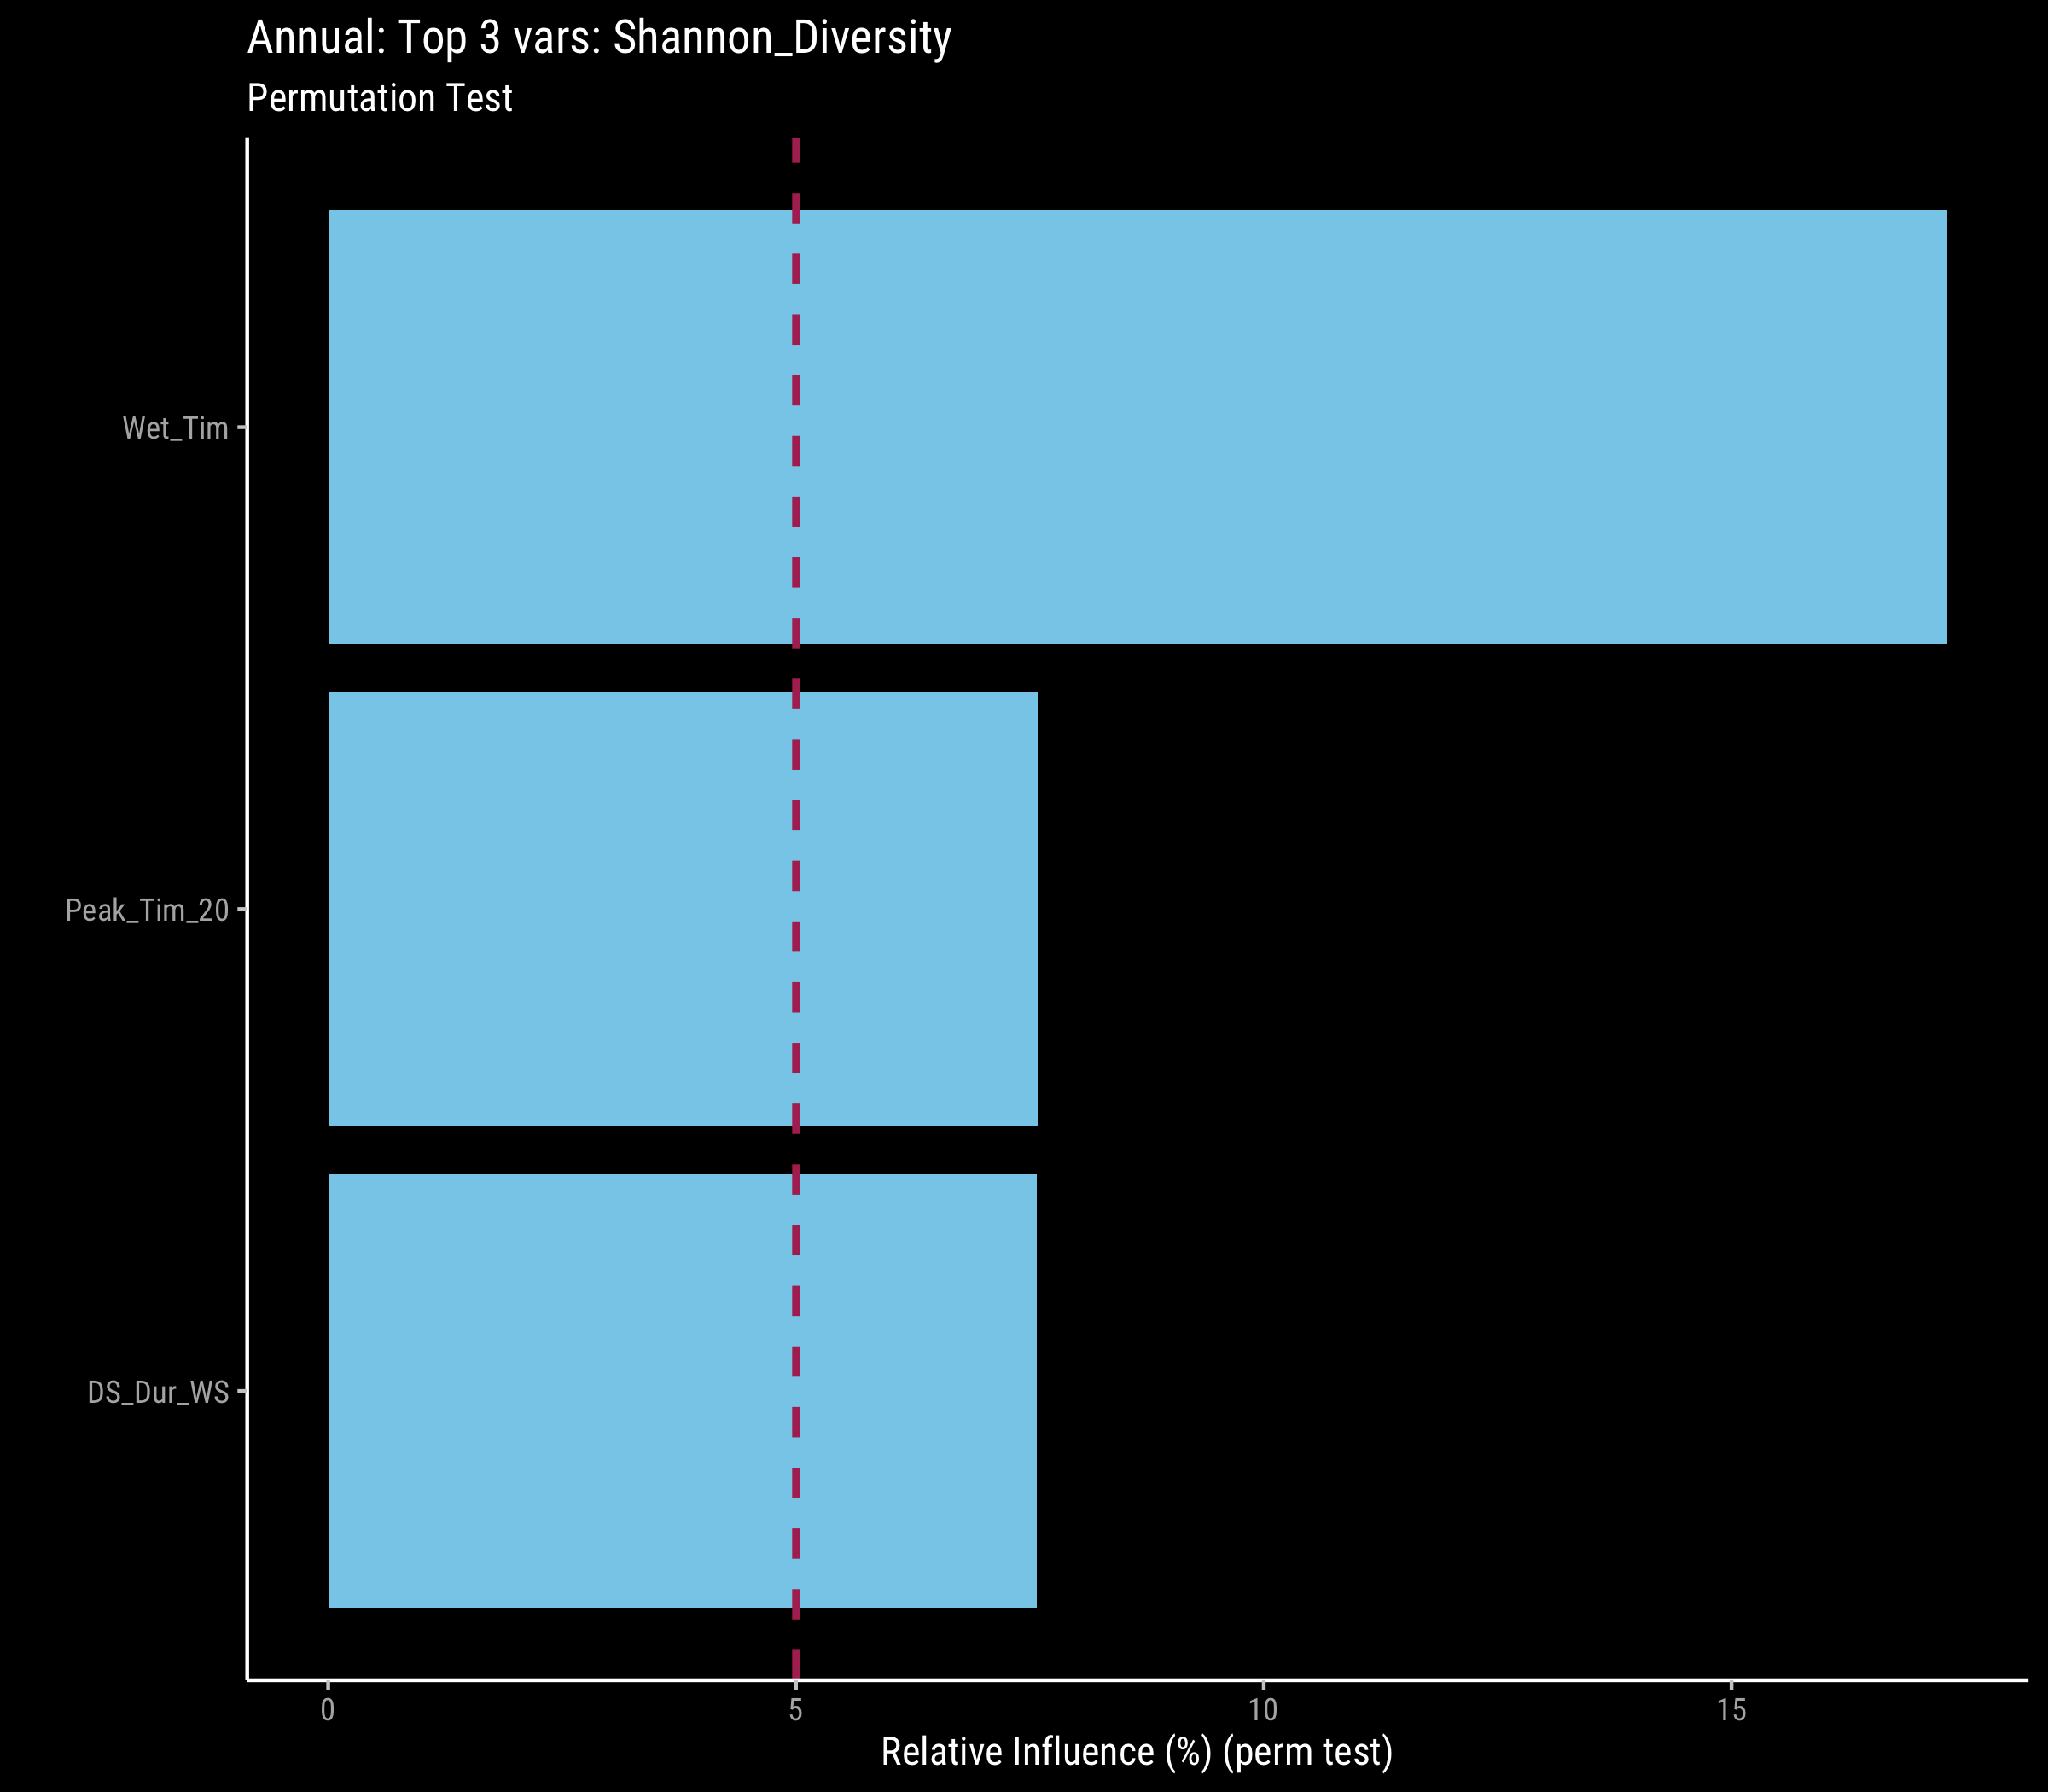 Annual: Top 3 vars: Shannon_Diversity
Permutation Test
Wet_Tim
Peak_Tim_20
DS_Dur_WS
0 5 10 15
Relative Influence (%) (perm test)